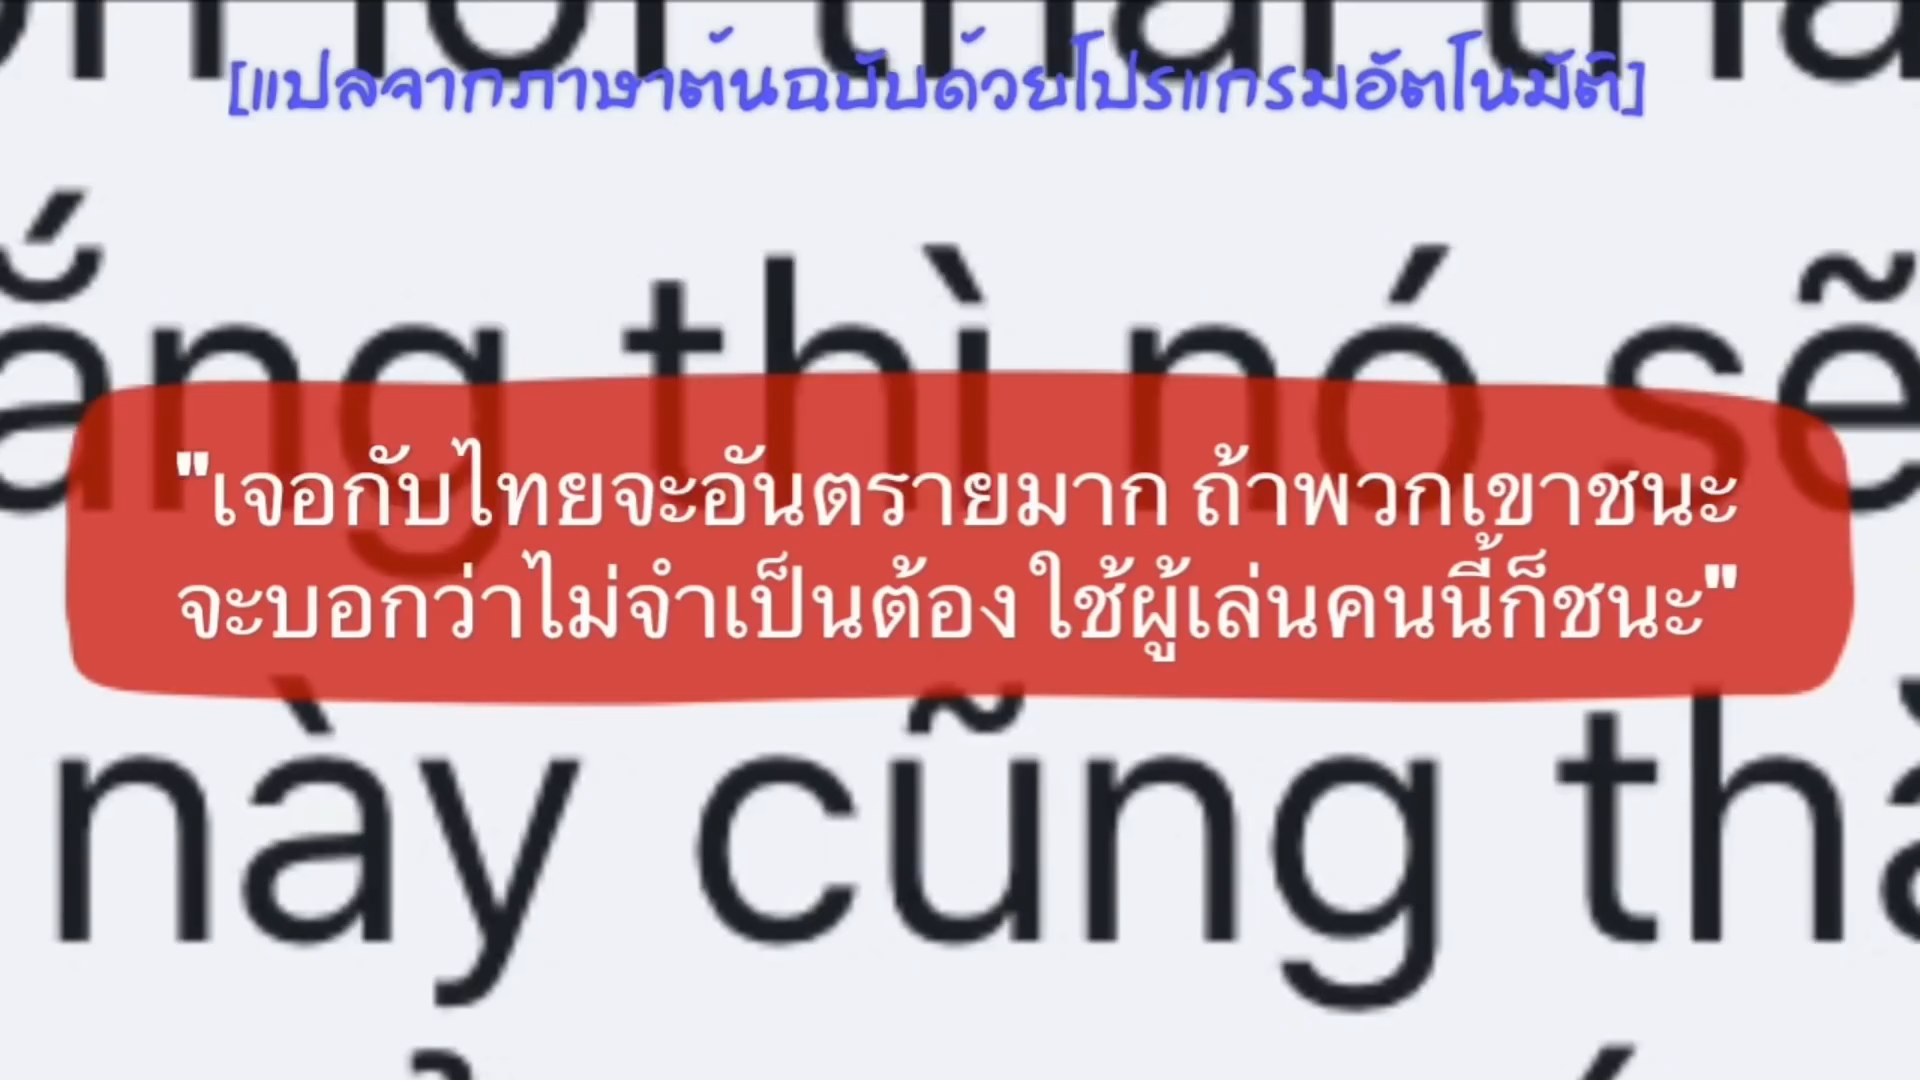 [แปลจากภาษาต้นฉบับด้วยโปรแกรมอัตโนมัติ]
ắng thì nó sẽ
"เจอกับไทยจะอันตรายมาก ถ้าพวกเขาชนะ
จะบอกว่าไม่จำเป็นต้อง ใช้ผู้เล่นคนนี้ก็ชนะ"
này cũng